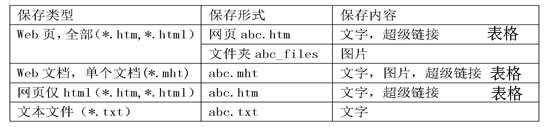 保存类型 保存形式 保存内容
Web 页,全部(*.htm,*.html) 网页 abc.htm 文字,超级链接 表格
文件夹 abc_files 图片
Web 文档,单个文档(*.mht) abc.mht 文字,图片,超级链接 表格
网页仅 html(*.htm,*.html) abc.htm 文字,超级链接 表格
文本文件 (*.txt) abc.txt 文字